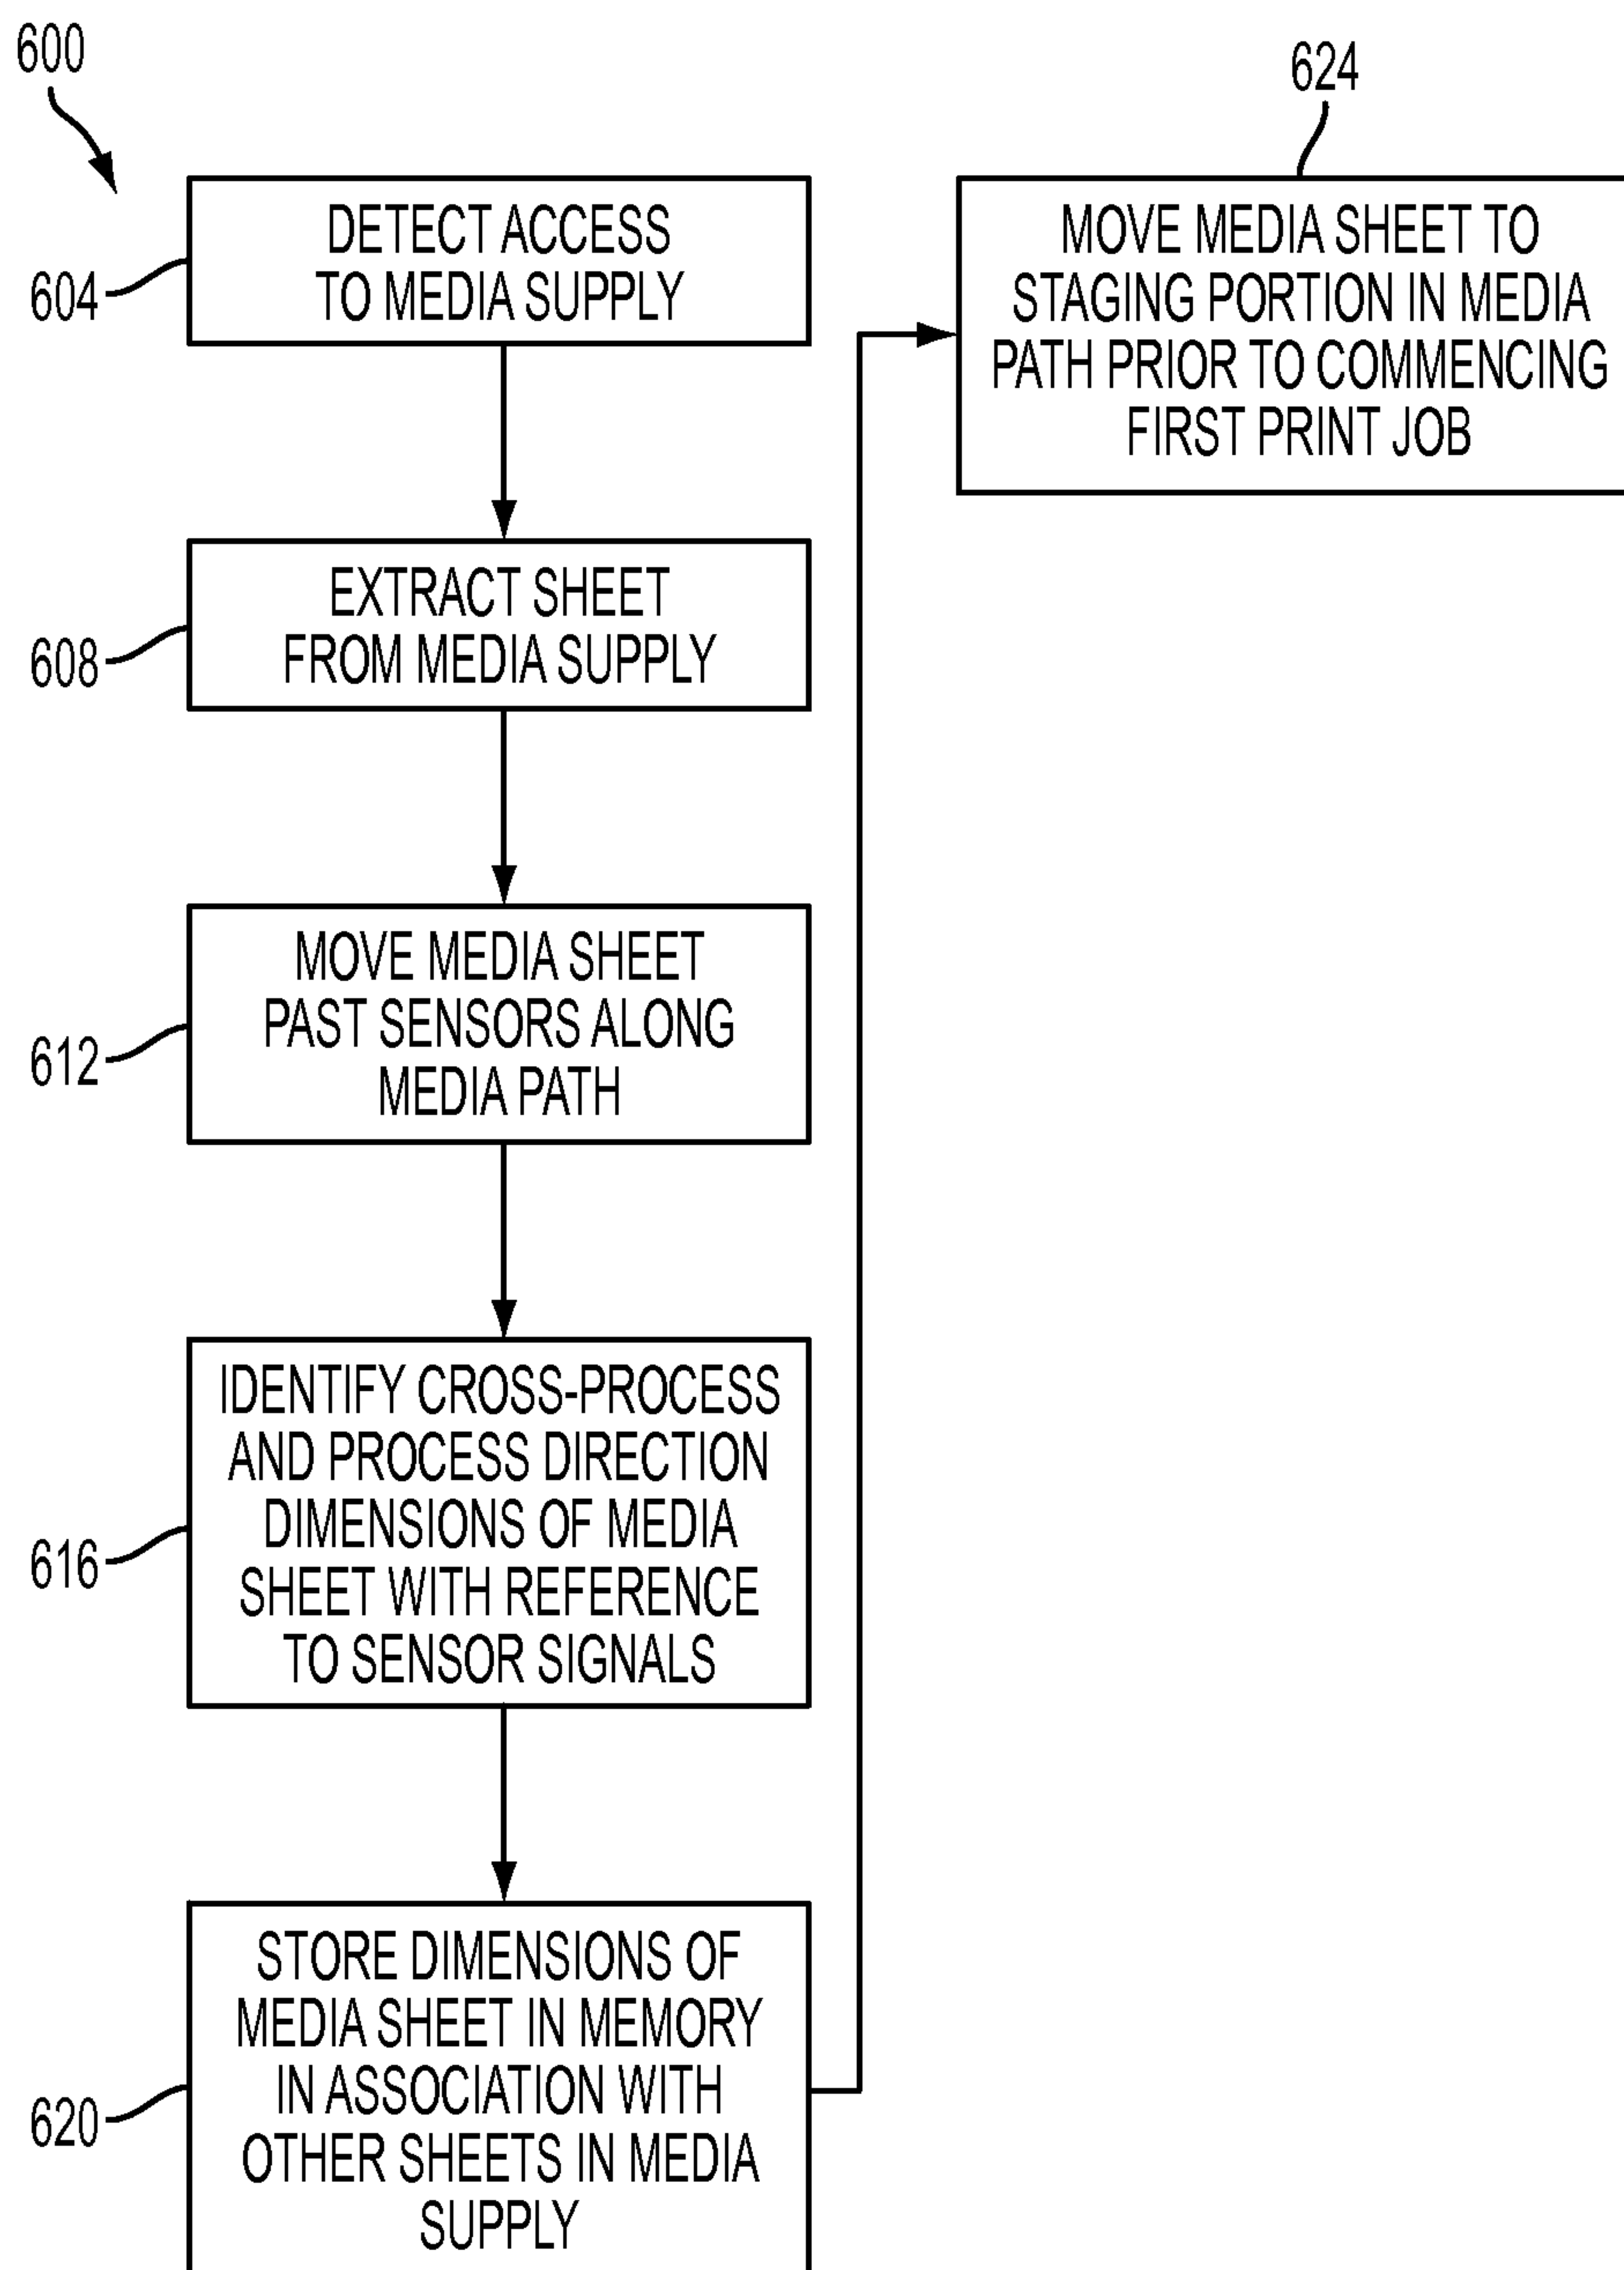 600
604
DETECT ACCESS
TO MEDIA SUPPLY
608
EXTRACT SHEET
FROM MEDIA SUPPLY
612
MOVE MEDIA SHEET
PAST SENSORS ALONG
MEDIA PATH
616
IDENTIFY CROSS-PROCESS
AND PROCESS DIRECTION
DIMENSIONS OF MEDIA
SHEET WITH REFERENCE
TO SENSOR SIGNALS
620
STORE DIMENSIONS OF
MEDIA SHEET IN MEMORY
IN ASSOCIATION WITH
OTHER SHEETS IN MEDIA
SUPPLY
624
MOVE MEDIA SHEET TO
STAGING PORTION IN MEDIA
PATH PRIOR TO COMMENCING
FIRST PRINT JOB